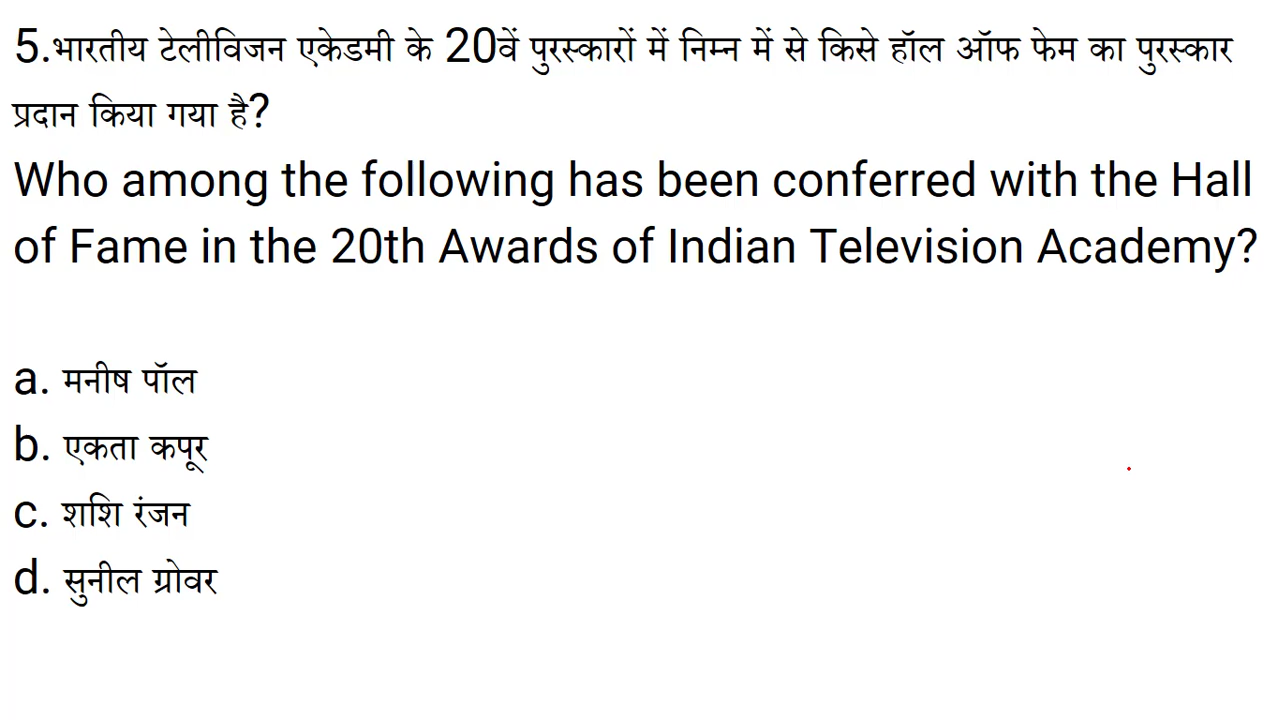 5.भारतीय टेलीविजन एकेडमी के 20वें पुरस्कारों में निम्न में से किसे हॉल ऑफ फेम का पुरस्कार
प्रदान किया गया है?
Who among the following has been conferred with the Hall
of Fame in the 20th Awards of Indian Television Academy?
a. मनीष पॉल
b. एकता कपूर
c. शशि रंजन
d. सुनील ग्रोवर